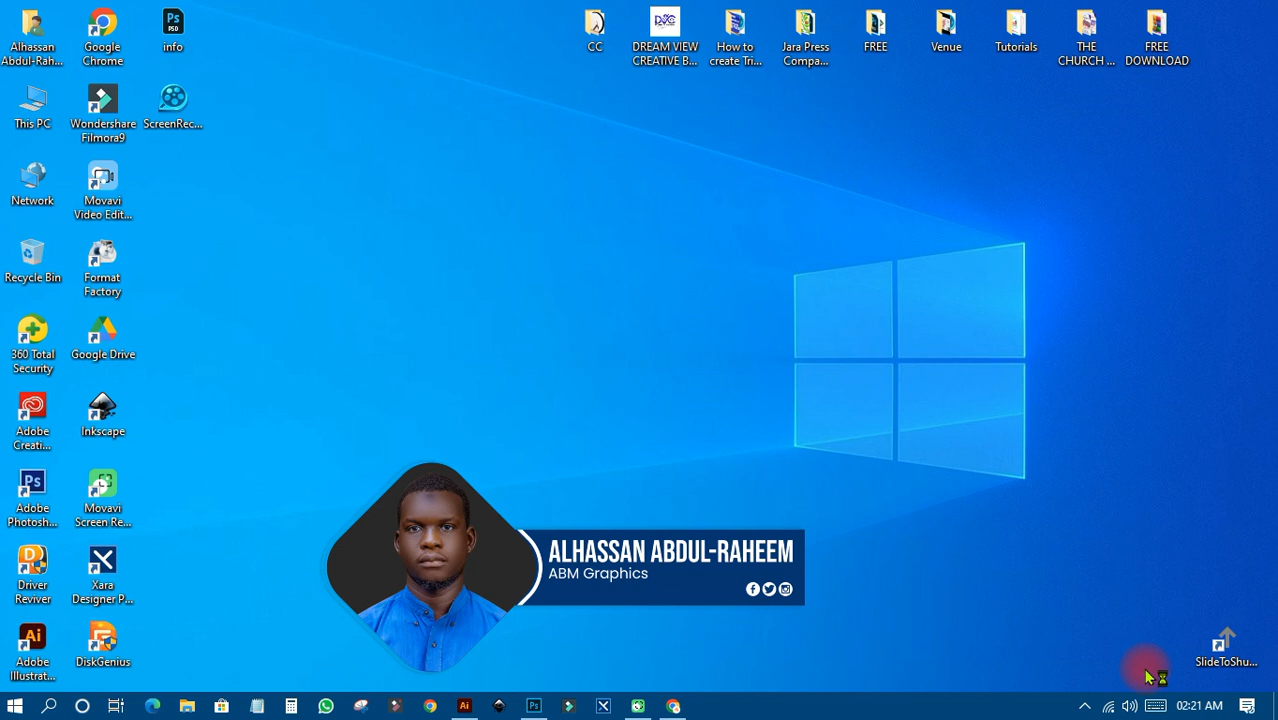 Alhassan
Abdul-Rah...
Google
Chrome
info
CC
DREAM VIEW
CREATIVE B...
How to
create Tri...
Jara Press
Compa...
FREE
Venue
Tutorials
THE
CHURCH ...
FREE
DOWNLOAD
This PC
Wondershare
Filmora9
ScreenRec...
Network
Movavi
Video Edit...
Recycle Bin
Format
Factory
360 Total
Security
Google Drive
Adobe
Creati...
Inkscape
Adobe
Photosh...
Movavi
Screen Re...
Driver
Reviver
Xara
Designer P...
Adobe
Illustrat...
DiskGenius
ALHASSAN ABDUL-RAHEEM
ABM Graphics
SlideToShu...
02:21 AM